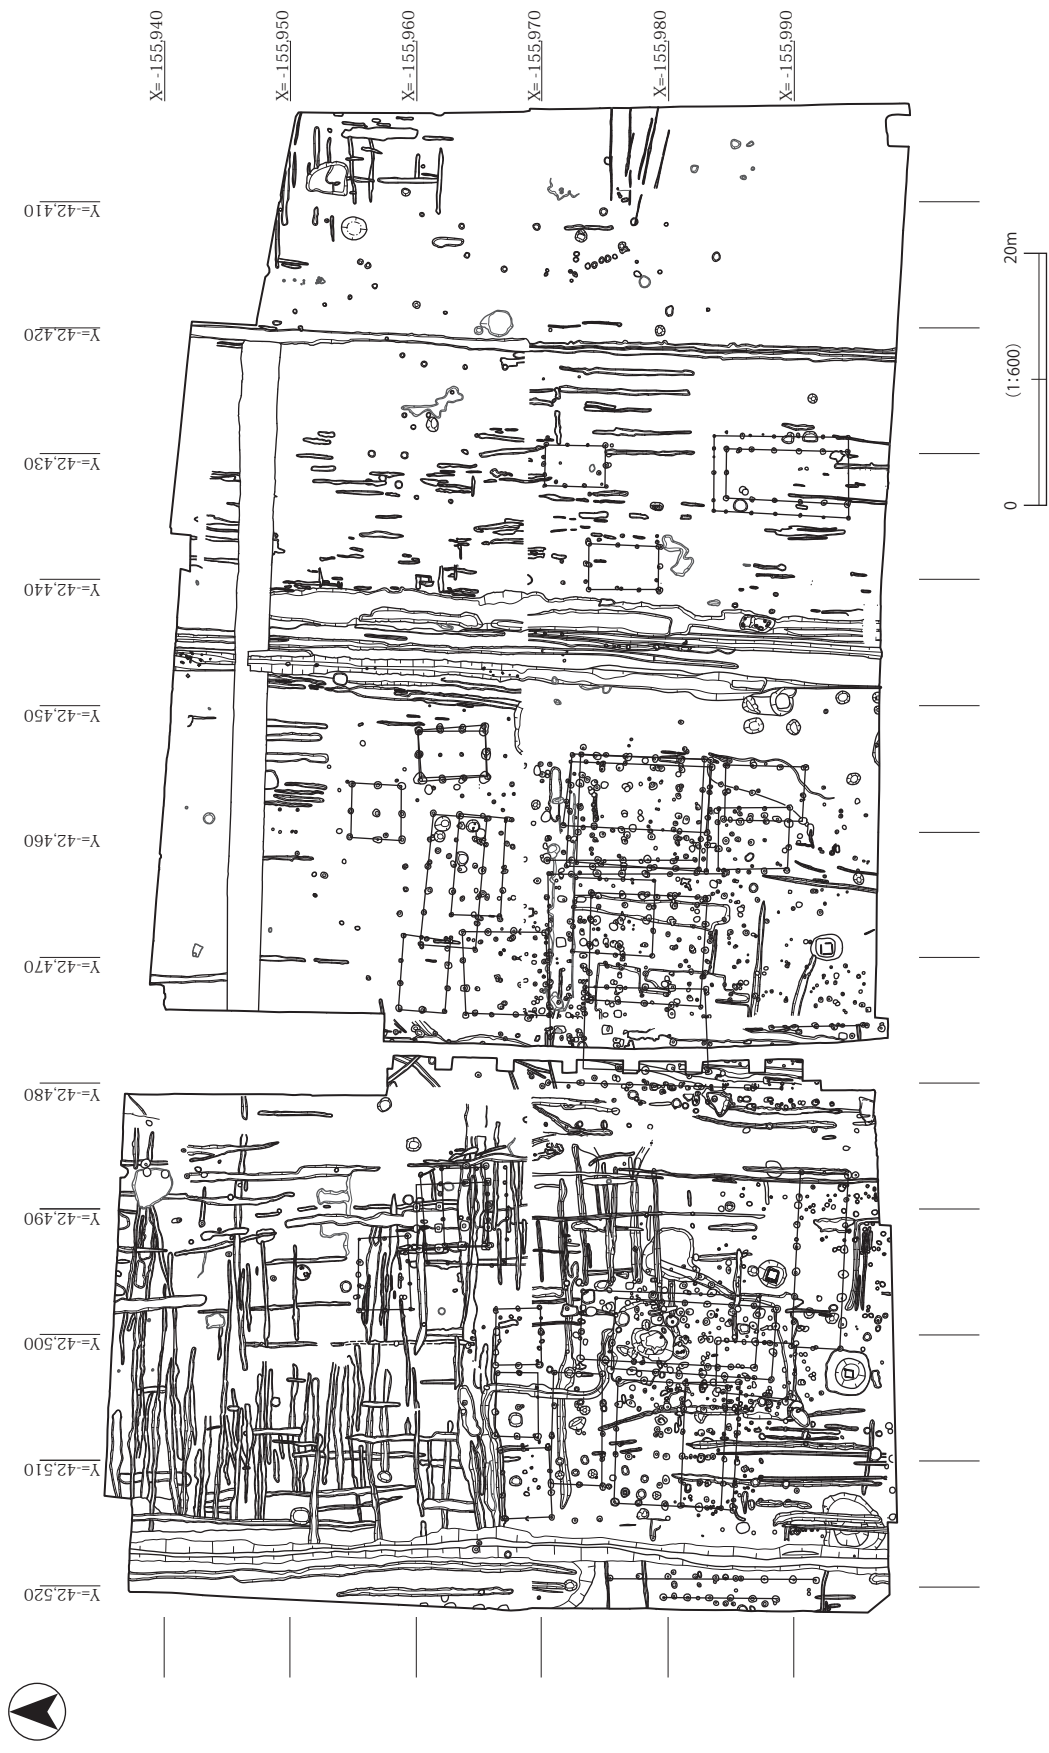 X= -155,940
X= -155,950
X= -155,960
X= -155,970
X= -155,980
X= -155,990
Y=-42,410
Y=-42,420
Y=-42,430
Y=-42,440
Y=-42,450
Y=-42,460
Y=-42,470
Y=-42,480
Y=-42,490
Y=-42,500
Y=-42,510
Y=-42,520
0
(1:600)
20m